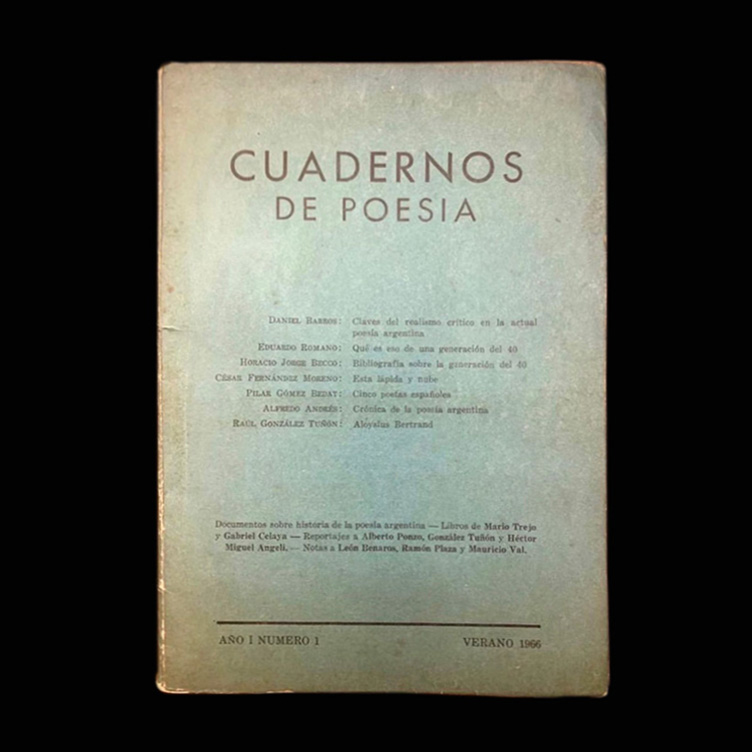 CUADERNOS
DE POESIA
DANIEL BARROS: Claves del realismo crítico en la actual
poesía argentina
EDUARDO ROMANO: Qué es eso de una generación del 40
HORACIO JORGE BECCO: Bibliografía sobre la generación del 40
CÉSAR FERNÁNDEZ MORENO: Esta lápida y nube
PILAR GÓMEZ BEDAT: Cinco poetas españoles
ALFREDO ANDRÉS: Crónica de la poesía argentina
RAÚL GONZÁLEZ TUÑÓN: Aloysius Bertrand
Documentos sobre historia de la poesía argentina — Libros de Mario Trejo
y Gabriel Celaya — Reportajes a Alberto Ponzo, González Tuñón y Héctor
Miguel Angeli. — Notas a León Benaros, Ramón Plaza y Mauricio Val.
AÑO I NUMERO 1
VERANO 1966